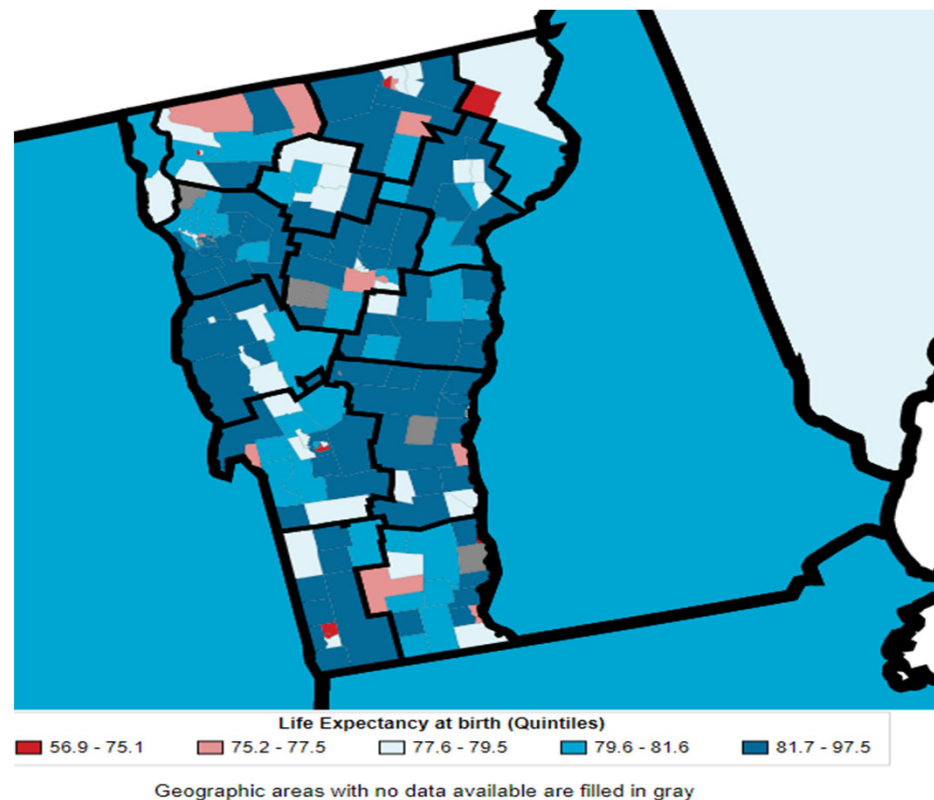 Life Expectancy at birth (Quintiles)
56.9 - 75.1 75.2 - 77.5 77.6 - 79.5 79.6 - 81.6 81.7 - 97.5
Geographic areas with no data available are filled in gray